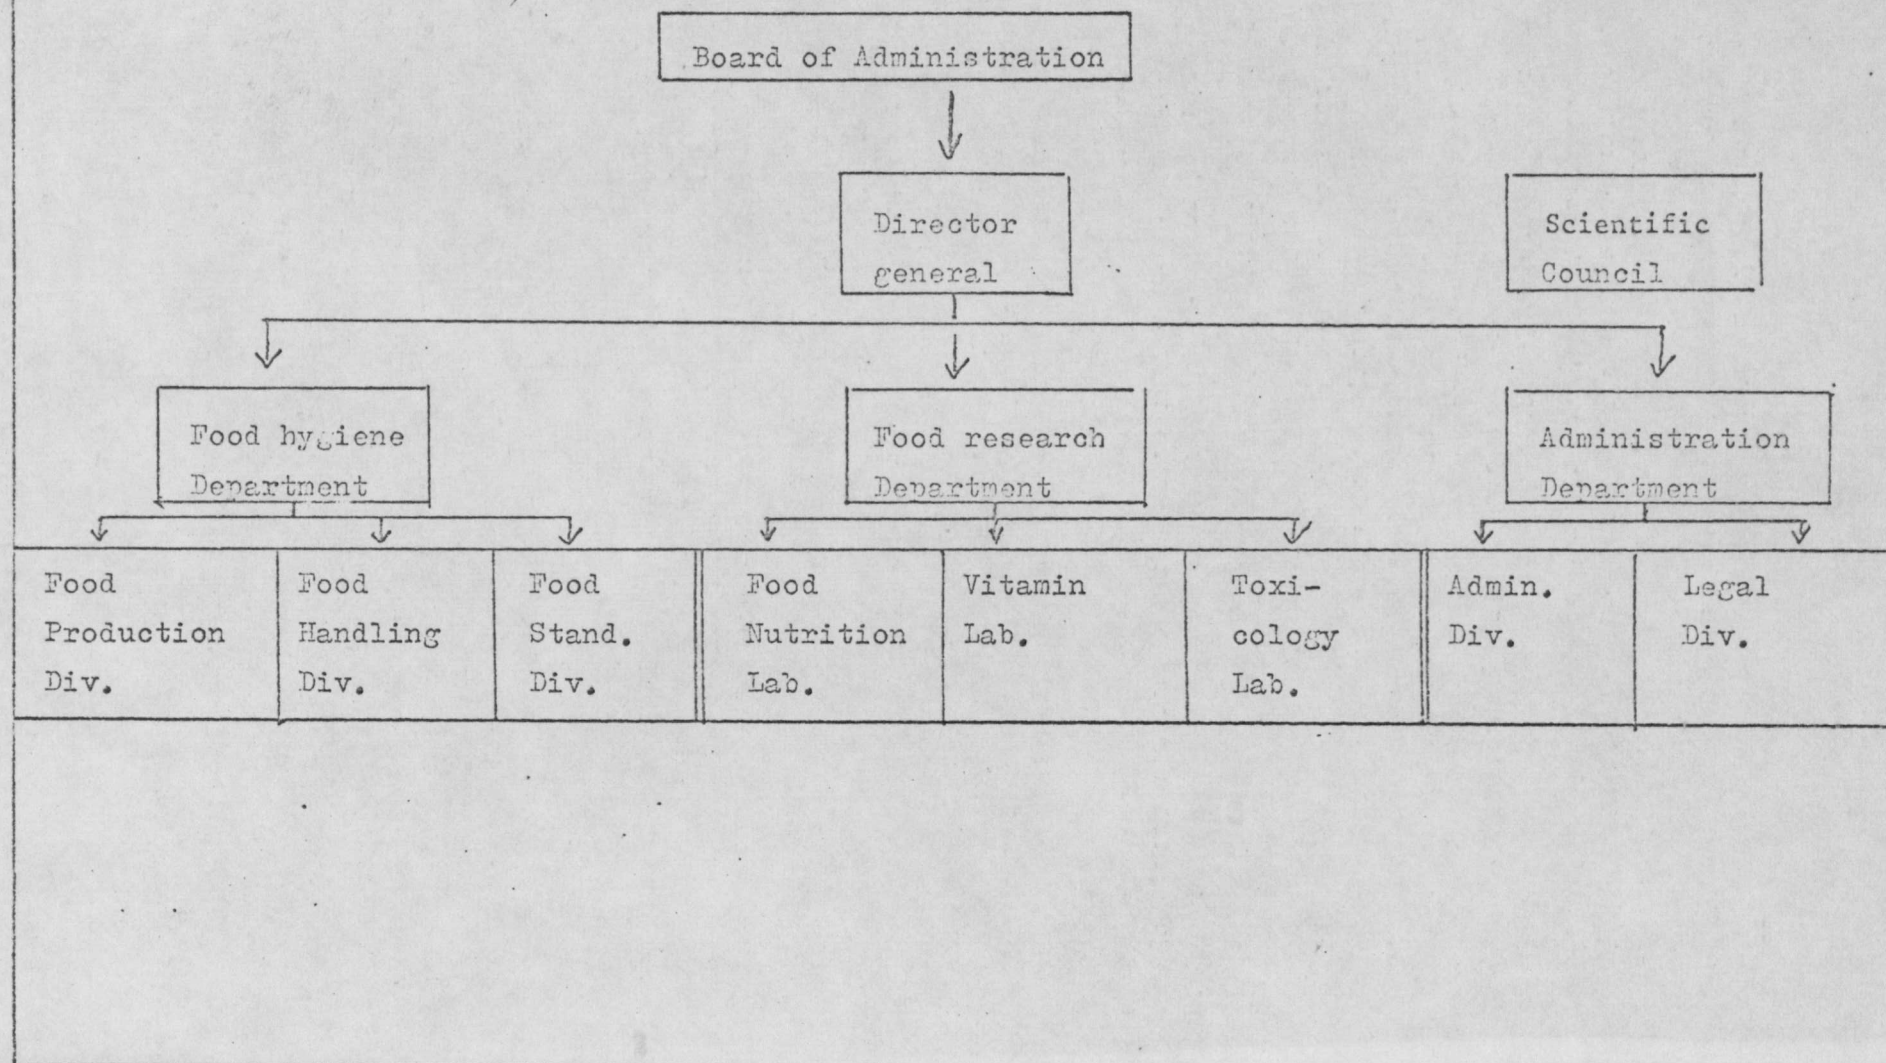 Board of Administration
Director
general
Scientific
Council
Food hygiene
Department
Food research
Department
Administration
Department
Food
Production
Div.
Food
Handling
Div.
Food
Stand.
Div.
Food
Nutrition
Lab.
Vitamin
Lab.
Toxi-
cology
Lab.
Admin.
Div.
Legal
Div.